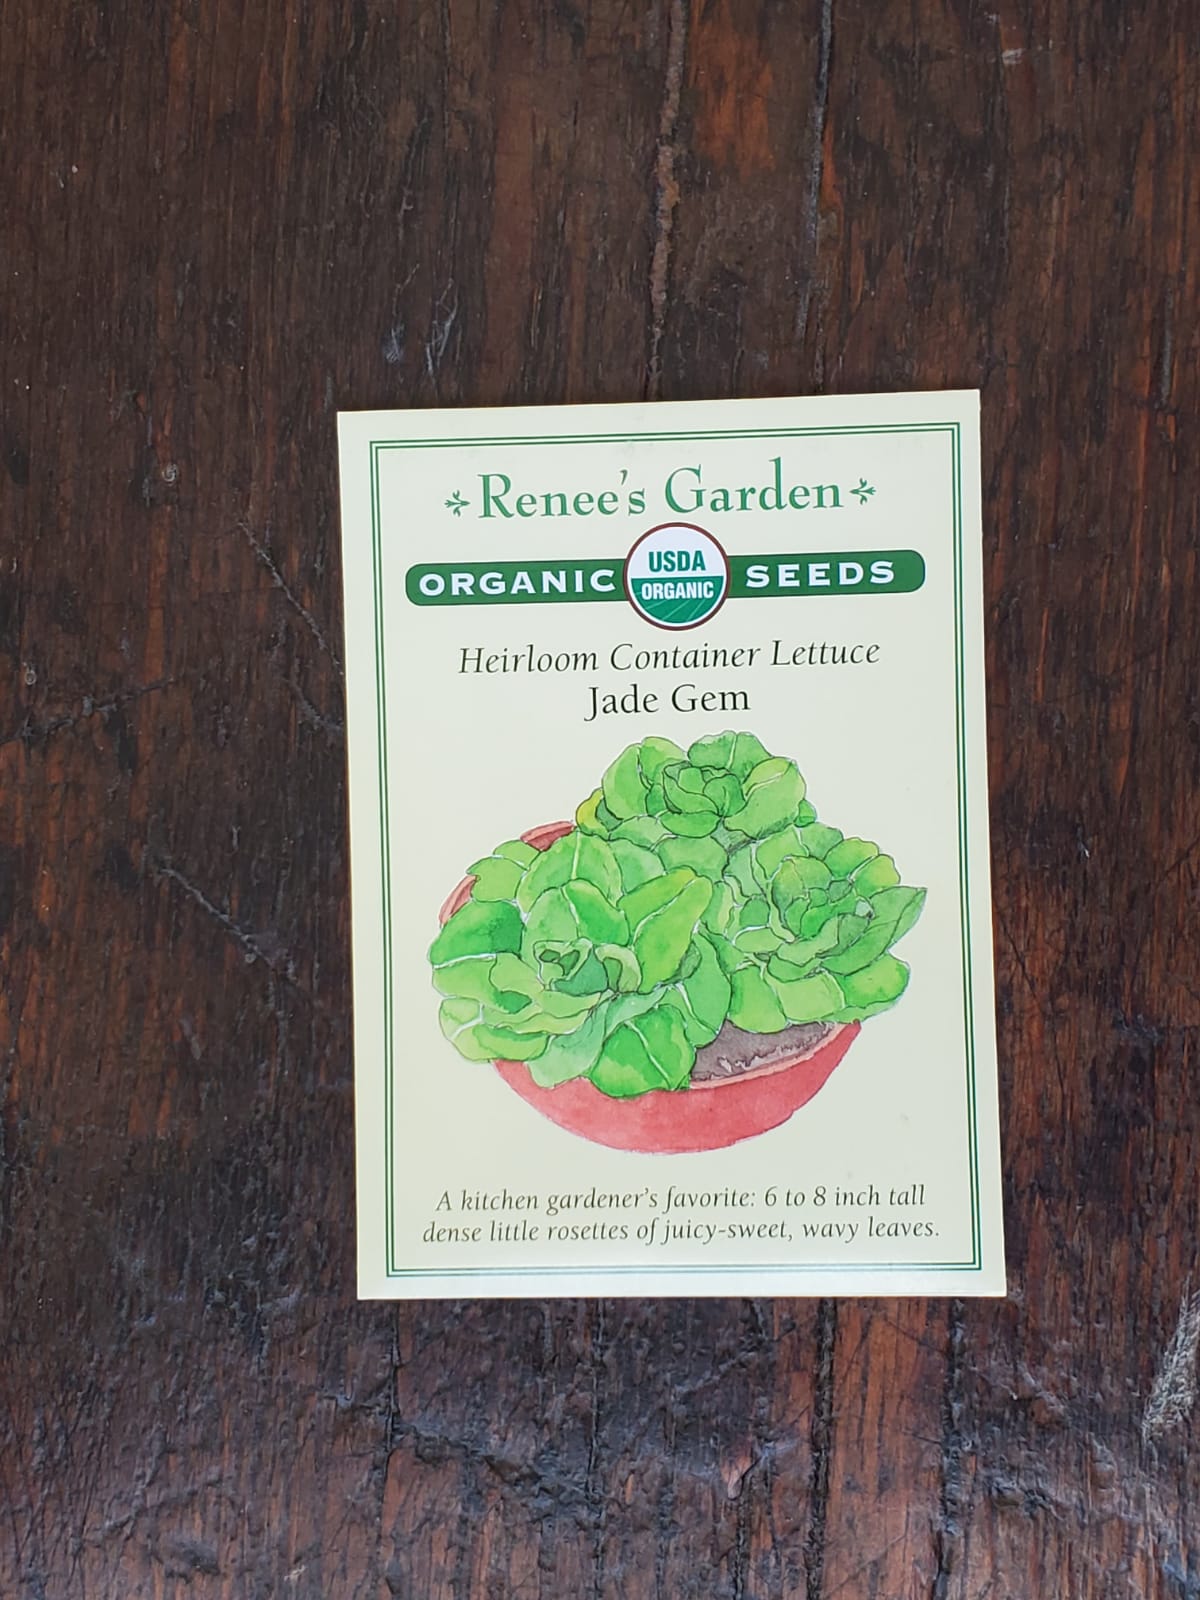 Renee's Garden
ORGANIC USDA ORGANIC SEEDS
Heirloom Container Lettuce
Jade Gem
A kitchen gardener's favorite: 6 to 8 inch tall
dense little rosettes of juicy-sweet, wavy leaves.